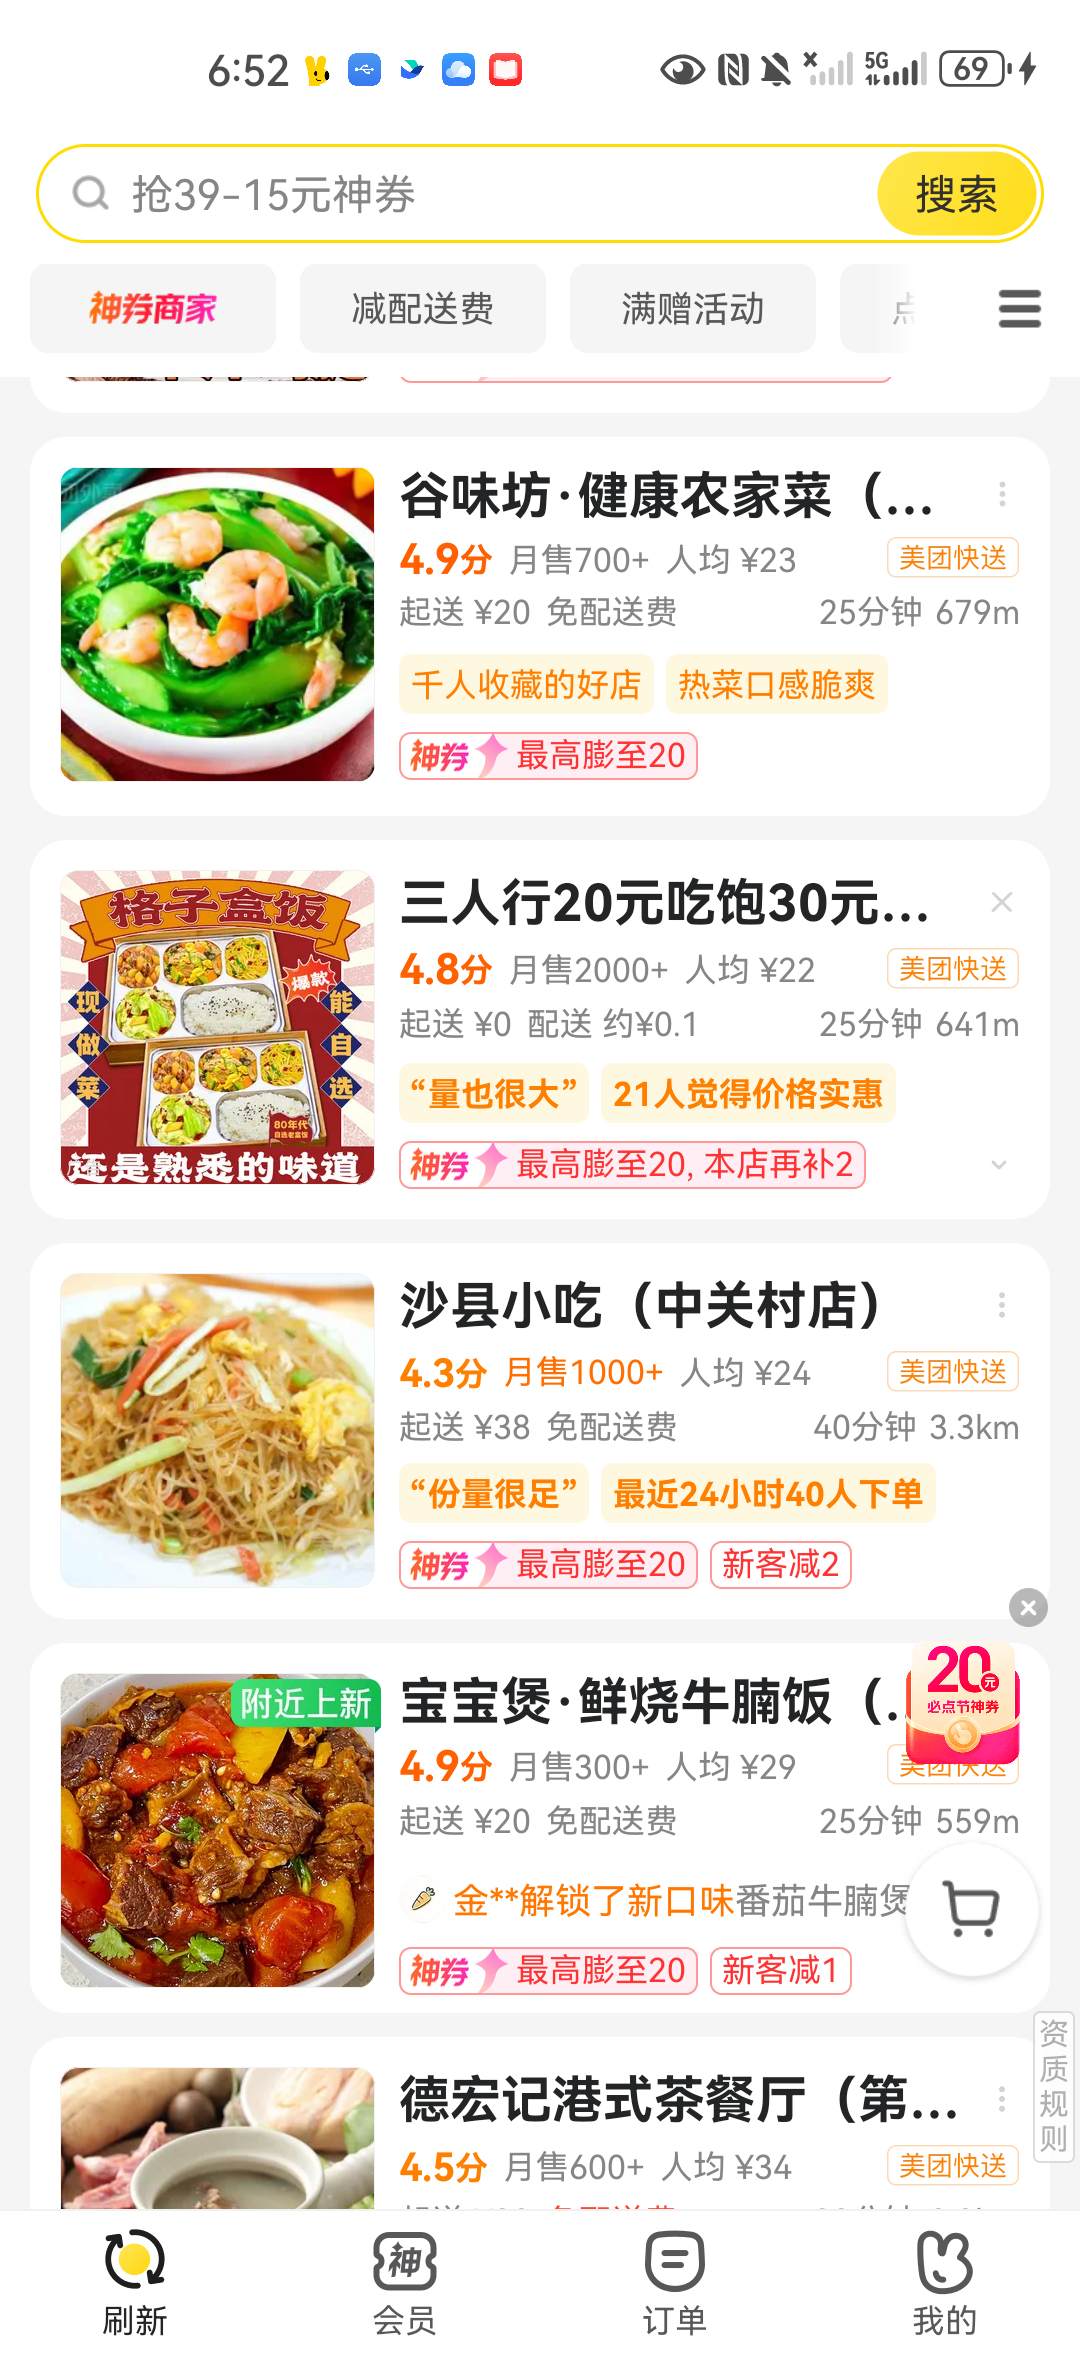 6:52
5G
69
抢39-15元神券
搜索
神券商家
减配送费
满赠活动
点
谷味坊·健康农家菜（...
4.9分 月售700+ 人均 ¥23
美团快送
起送 ¥20 免配送费
25分钟 679m
千人收藏的好店
热菜口感脆爽
神券 最高膨至20
格子盒饭
爆款
现做菜
能自选
80年代
自选老盒饭
还是熟悉的味道
三人行20元吃饱30元...
4.8分 月售2000+ 人均 ¥22
美团快送
起送 ¥0 配送 约¥0.1
25分钟 641m
“量也很大”
21人觉得价格实惠
神券 最高膨至20, 本店再补2
沙县小吃（中关村店）
4.3分 月售1000+ 人均 ¥24
美团快送
起送 ¥38 免配送费
40分钟 3.3km
“份量很足”
最近24小时40人下单
神券 最高膨至20
新客减2
附近上新
宝宝煲·鲜烧牛腩饭（.
20元
必点节神券
4.9分 月售300+ 人均 ¥29
美团快送
起送 ¥20 免配送费
25分钟 559m
金**解锁了新口味番茄牛腩煲
神券 最高膨至20
新客减1
资质规则
德宏记港式茶餐厅（第...
4.5分 月售600+ 人均 ¥34
美团快送
刷新
神
会员
订单
我的